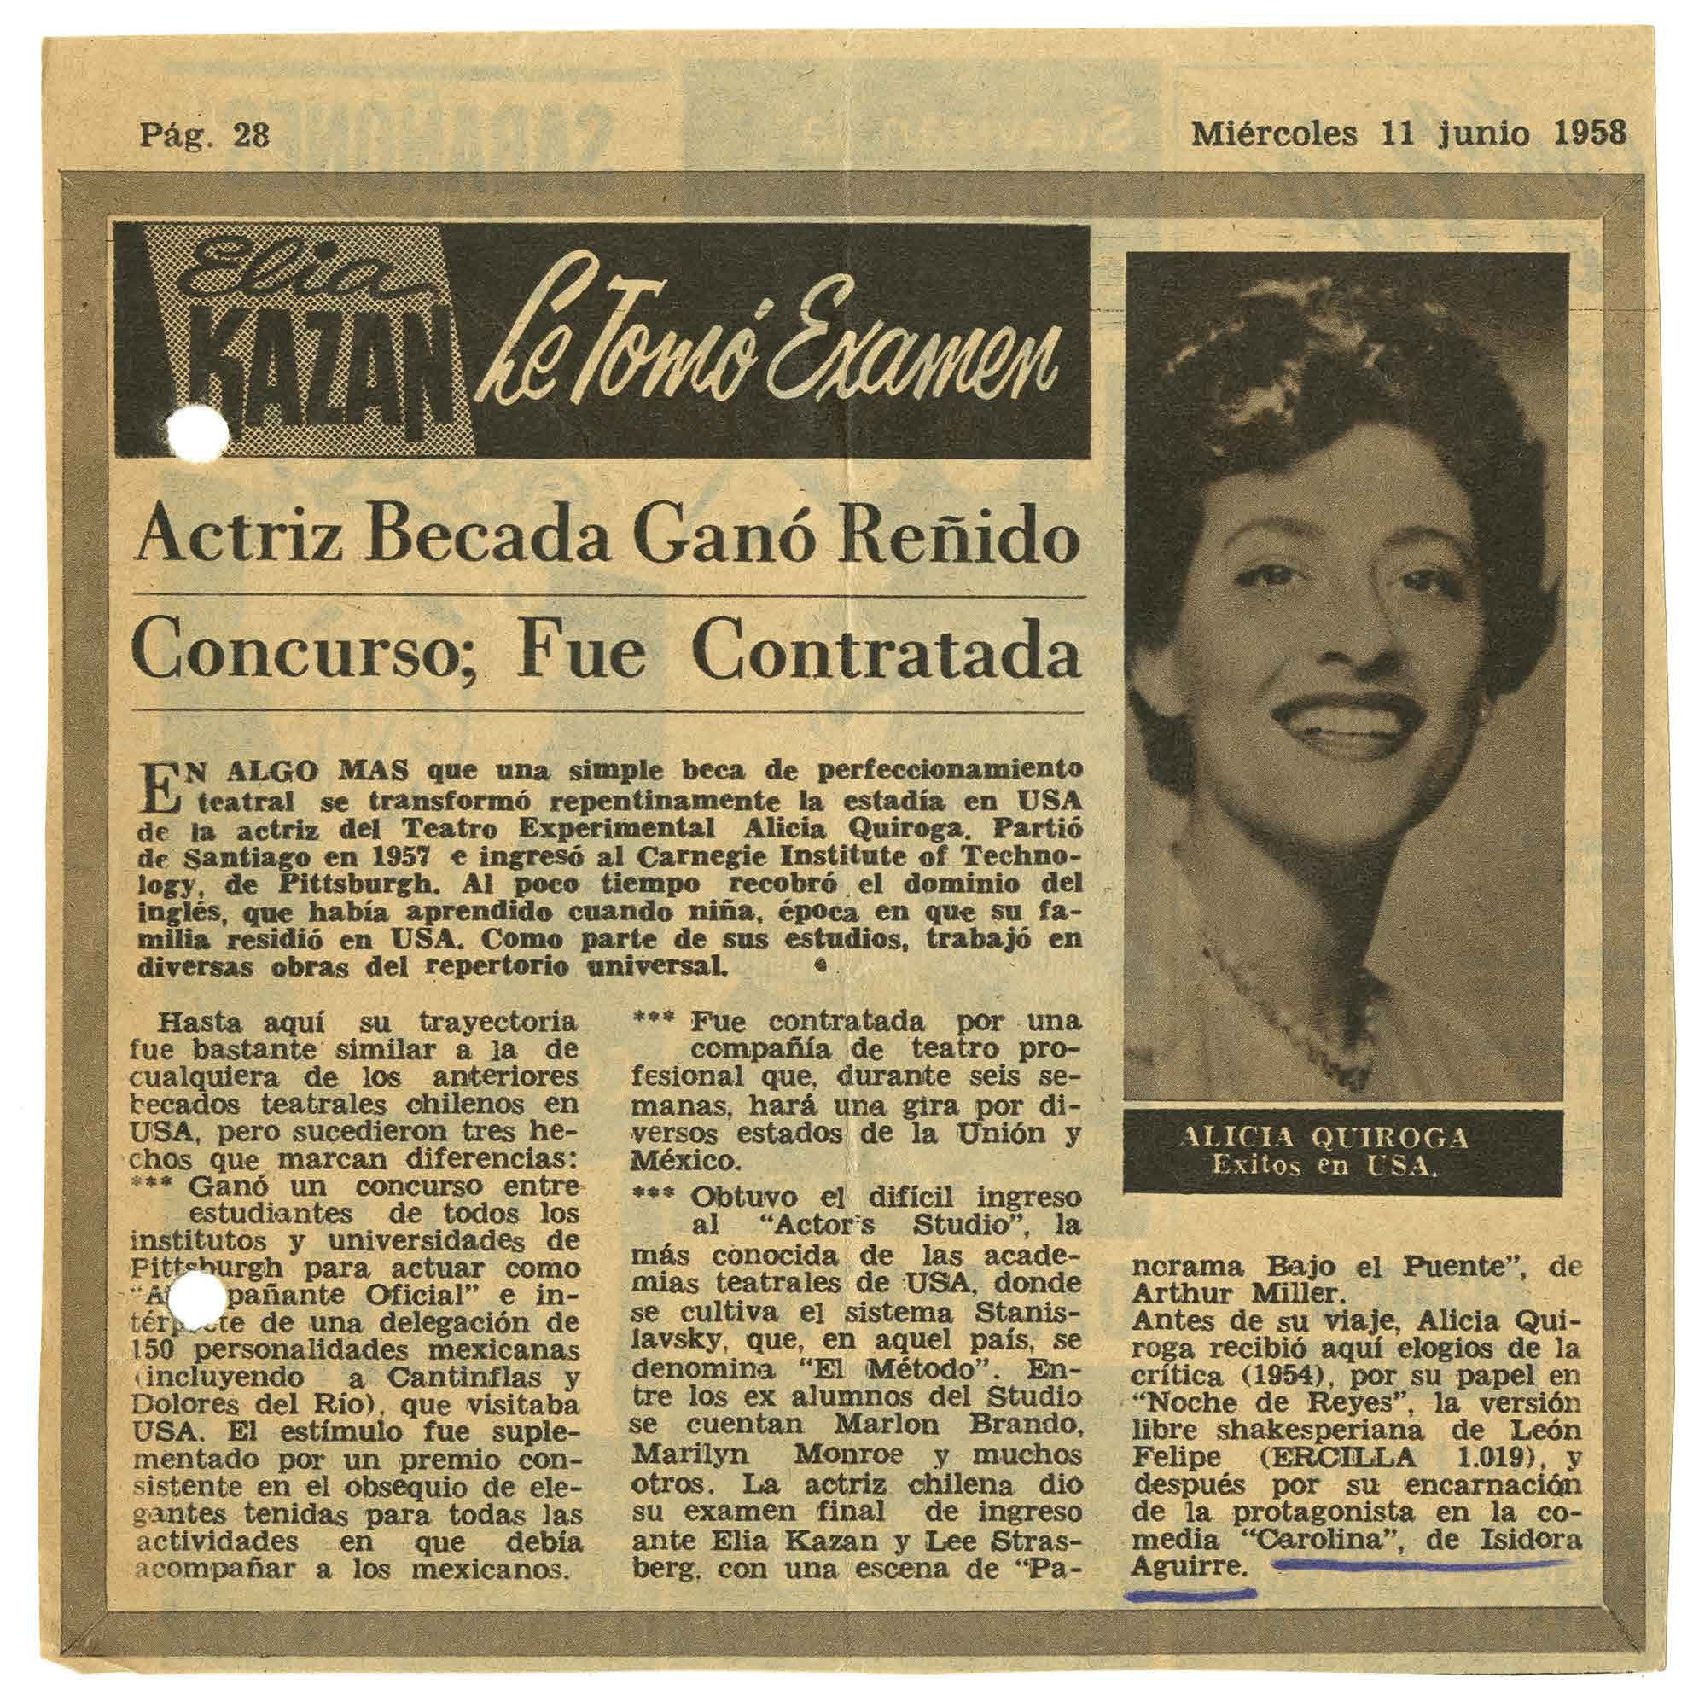 Pág. 28
Miércoles 11 junio 1958
Elia
KAZAN
Le Tomó Examen
Actriz Becada Ganó Reñido
Concurso; Fue Contratada
EN ALGO MAS que una simple beca de perfeccionamiento
teatral se transformó repentinamente la estadía en USA
de la actriz del Teatro Experimental Alicia Quiroga. Partió
de Santiago en 1957 e ingresó al Carnegie Institute of Techno-
logy, de Pittsburgh. Al poco tiempo recobró el dominio del
inglés, que había aprendido cuando niña, época en que su fa-
milia residió en USA. Como parte de sus estudios, trabajó en
diversas obras del repertorio universal.
Hasta aquí su trayectoria
fue bastante similar a la de
cualquiera de los anteriores
becados teatrales chilenos en
USA, pero sucedieron tres he-
chos que marcan diferencias:
*** Ganó un concurso entre
estudiantes de todos los
institutos y universidades de
Pittsburgh para actuar como
pañante Oficial" e in-
de una delegación de
150 personalidades mexicanas
(incluyendo a Cantinflas y
Dolores del Río), que visitaba
USA. El estímulo fue suple-
mentado por un premio con-
sistente en el obsequio de ele-
gantes tenidas para todas las
actividades en que debía
acompañar a los mexicanos.
*** Fue contratada por una
compañía de teatro pro-
fesional que, durante seis se-
manas, hará una gira por di-
versos estados de la Unión y
México.
*** Obtuvo el difícil ingreso
al "Actor's Studio", la
más conocida de las acade-
mias teatrales de USA, donde
se cultiva el sistema Stanis-
lavsky, que, en aquel país, se
denomina "El Método". En-
tre los ex alumnos del Studio
se cuentan Marlon Brando,
Marilyn Monroe y muchos
otros. La actriz chilena dio
su examen final de ingreso
ante Elia Kazan y Lee Stras-
berg, con una escena de "Pa-
ALICIA QUIROGA
Exitos en USA.
norama Bajo el Puente", de
Arthur Miller.
Antes de su viaje, Alicia Qui-
roga recibió aquí elogios de la
crítica (1954), por su papel en
"Noche de Reyes", la versión
libre shakesperiana de León
Felipe (ERCILLA 1.019), y
después por su encarnación
de la protagonista en la co-
media "Carolina", de Isidora
Aguirre.